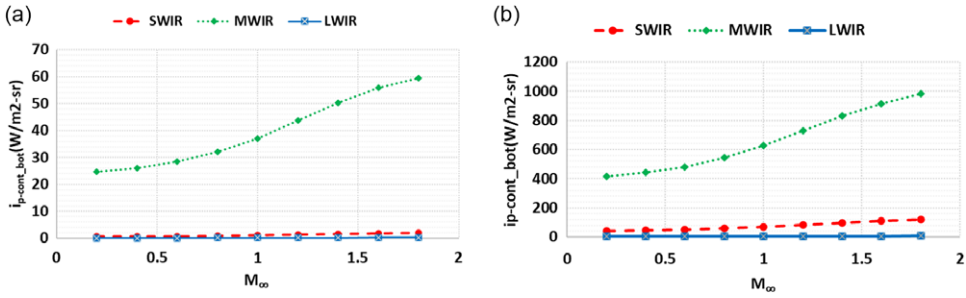 (a)
SWIR MWIR LWIR
70
60
50
40
30
20
10
0
i_p-cont_bot(W/m2-sr)
0 0.5 1 1.5 2
M∞
(b)
SWIR MWIR LWIR
1200
1000
800
600
400
200
0
ip-cont_bot(W/m2-sr)
0 0.5 1 1.5 2
M∞